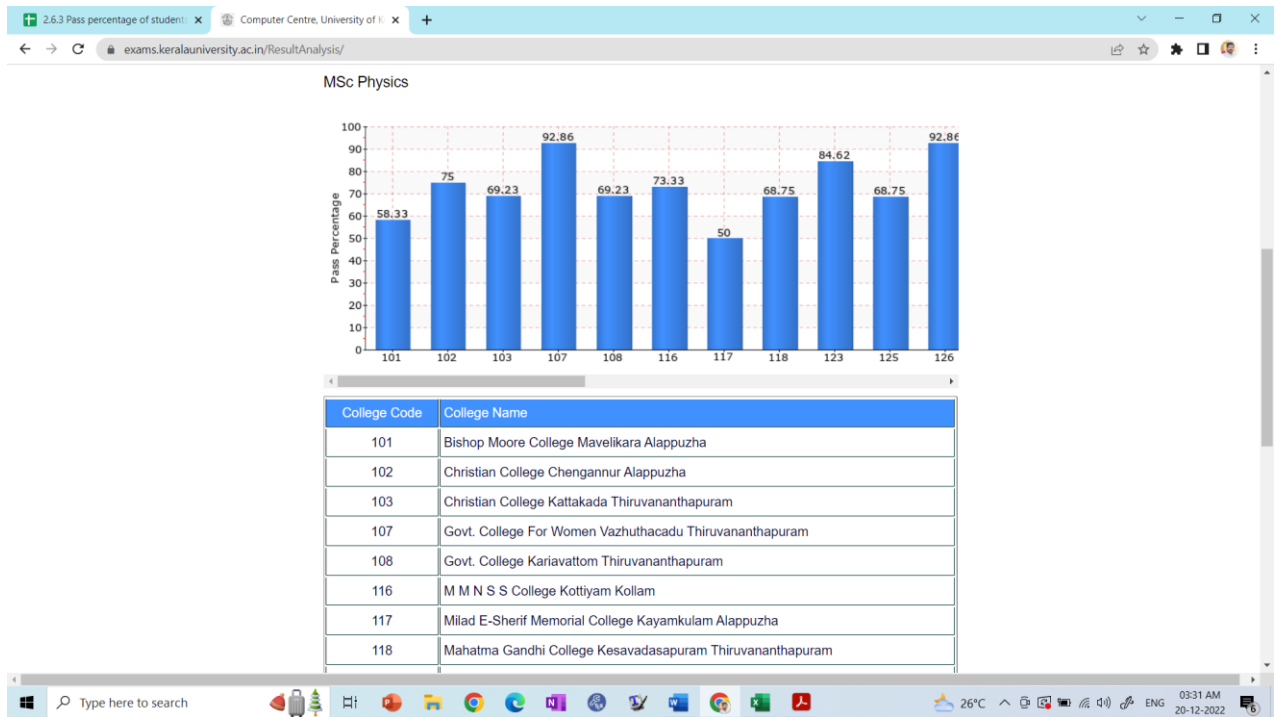 2.6.3 Pass percentage of students
Computer Centre, University of K
exams.keralauniversity.ac.in/ResultAnalysis/
MSc Physics
Pass Percentage
100
90
80
70
60
50
40
30
20
10
0
58.33
75
69.23
92.86
69.23
73.33
50
68.75
84.62
68.75
92.86
101 102 103 107 108 116 117 118 123 125 126
College Code College Name
101 Bishop Moore College Mavelikara Alappuzha
102 Christian College Chengannur Alappuzha
103 Christian College Kattakada Thiruvananthapuram
107 Govt. College For Women Vazhuthacadu Thiruvananthapuram
108 Govt. College Kariavattom Thiruvananthapuram
116 M M N S S College Kottiyam Kollam
117 Milad E-Sherif Memorial College Kayamkulam Alappuzha
118 Mahatma Gandhi College Kesavadasapuram Thiruvananthapuram
Type here to search
26°C
ENG
03:31 AM
20-12-2022
6